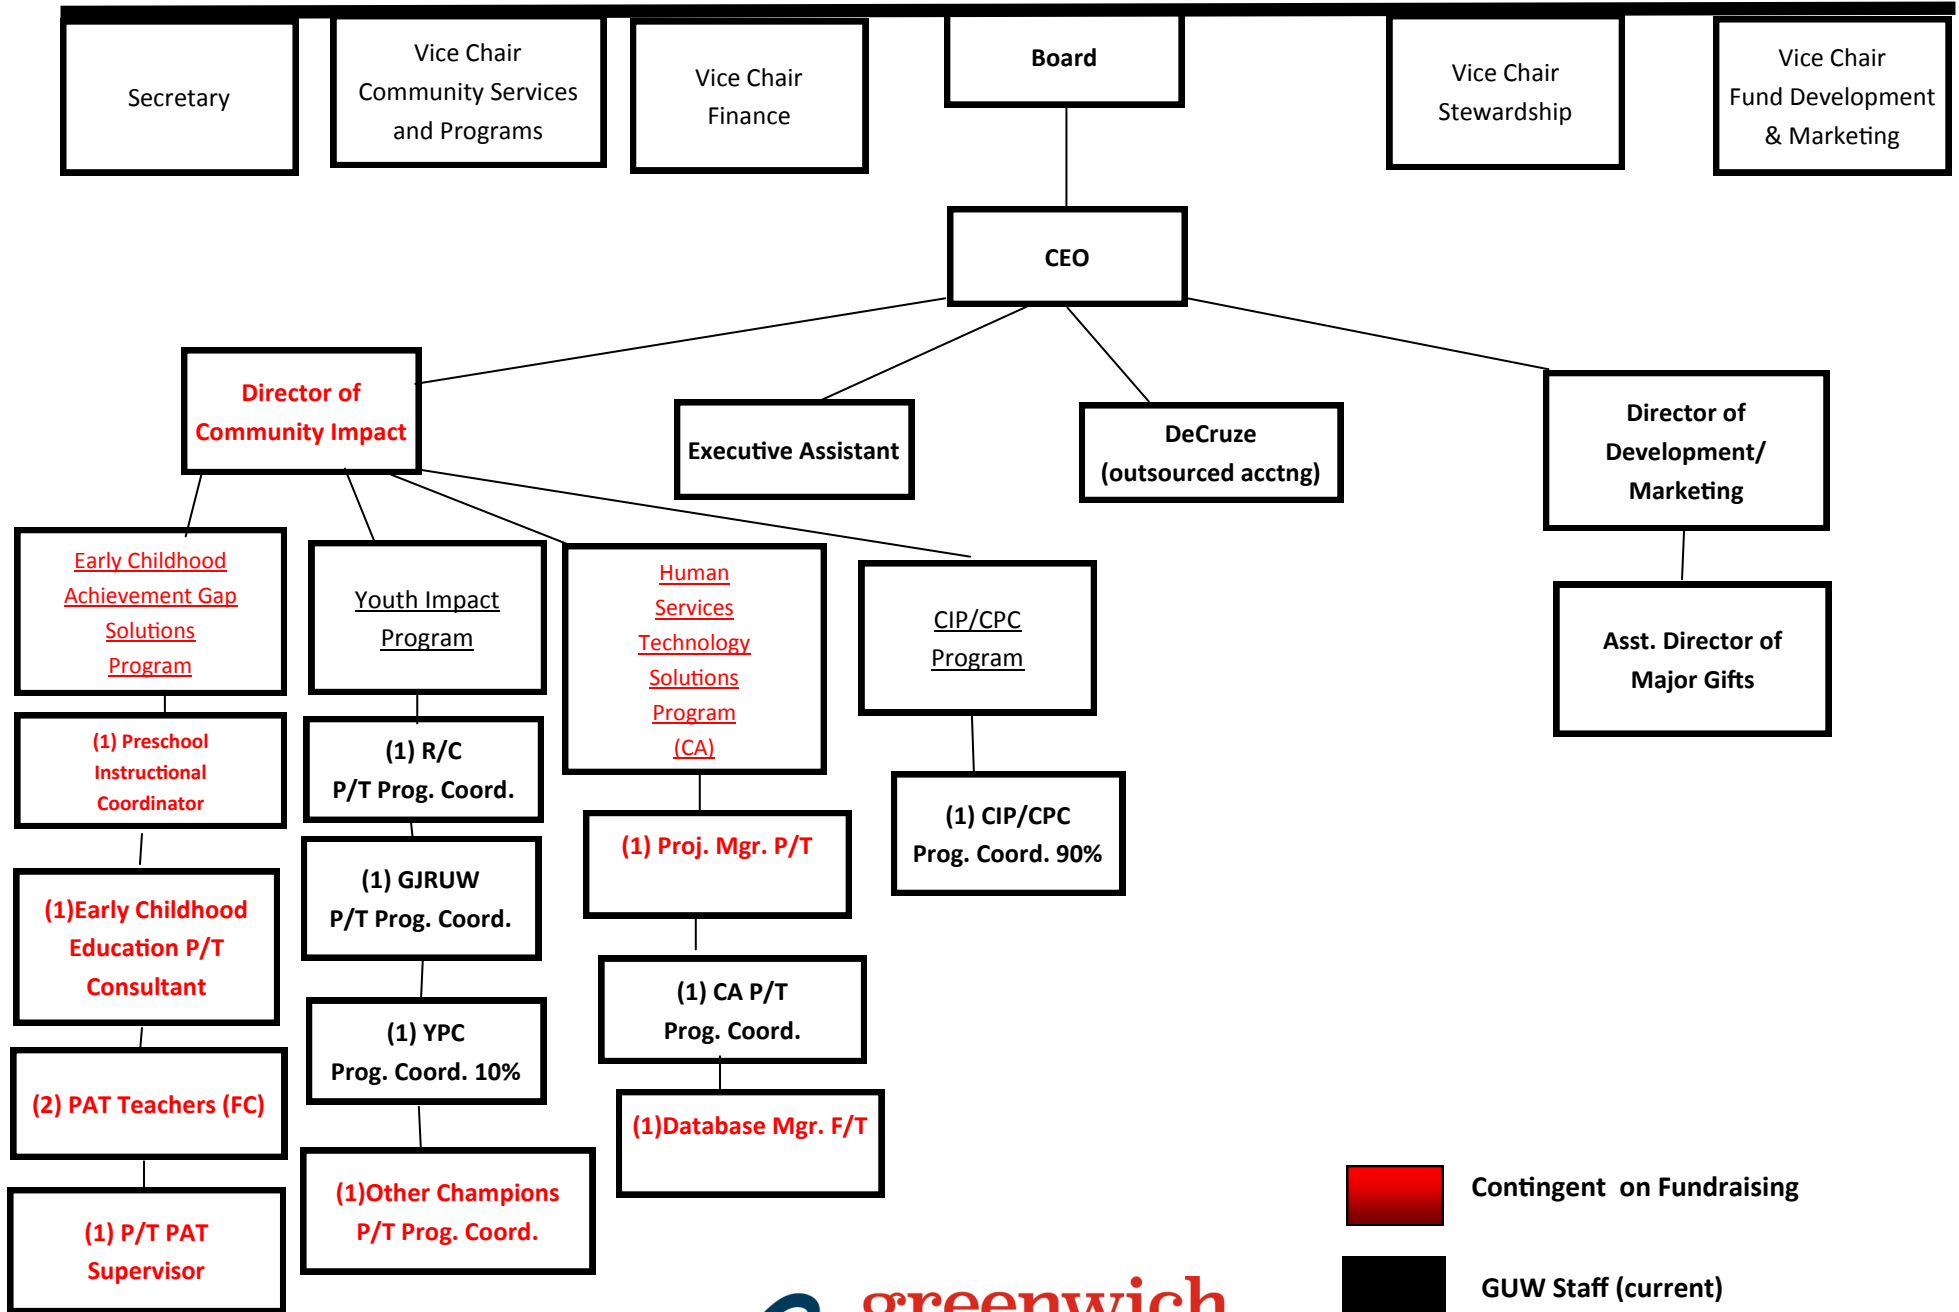 Secretary
Vice Chair
Community Services
and Programs
Vice Chair
Finance
Board
Vice Chair
Stewardship
Vice Chair
Fund Development
& Marketing
CEO
Director of
Community Impact
Executive Assistant
DeCruze
(outsourced acctng)
Director of
Development/
Marketing
Early Childhood
Achievement Gap
Solutions
Program
Youth Impact
Program
Human
Services
Technology
Solutions
Program
(CA)
CIP/CPC
Program
Asst. Director of
Major Gifts
(1) Preschool
Instructional
Coordinator
(1) R/C
P/T Prog. Coord.
(1) Proj. Mgr. P/T
(1) CIP/CPC
Prog. Coord. 90%
(1)Early Childhood
Education P/T
Consultant
(1) GJRUW
P/T Prog. Coord.
(1) CA P/T
Prog. Coord.
(2) PAT Teachers (FC)
(1) YPC
Prog. Coord. 10%
(1)Database Mgr. F/T
(1) P/T PAT
Supervisor
(1)Other Champions
P/T Prog. Coord.
Contingent  on Fundraising
GUW Staff (current)
greenwich